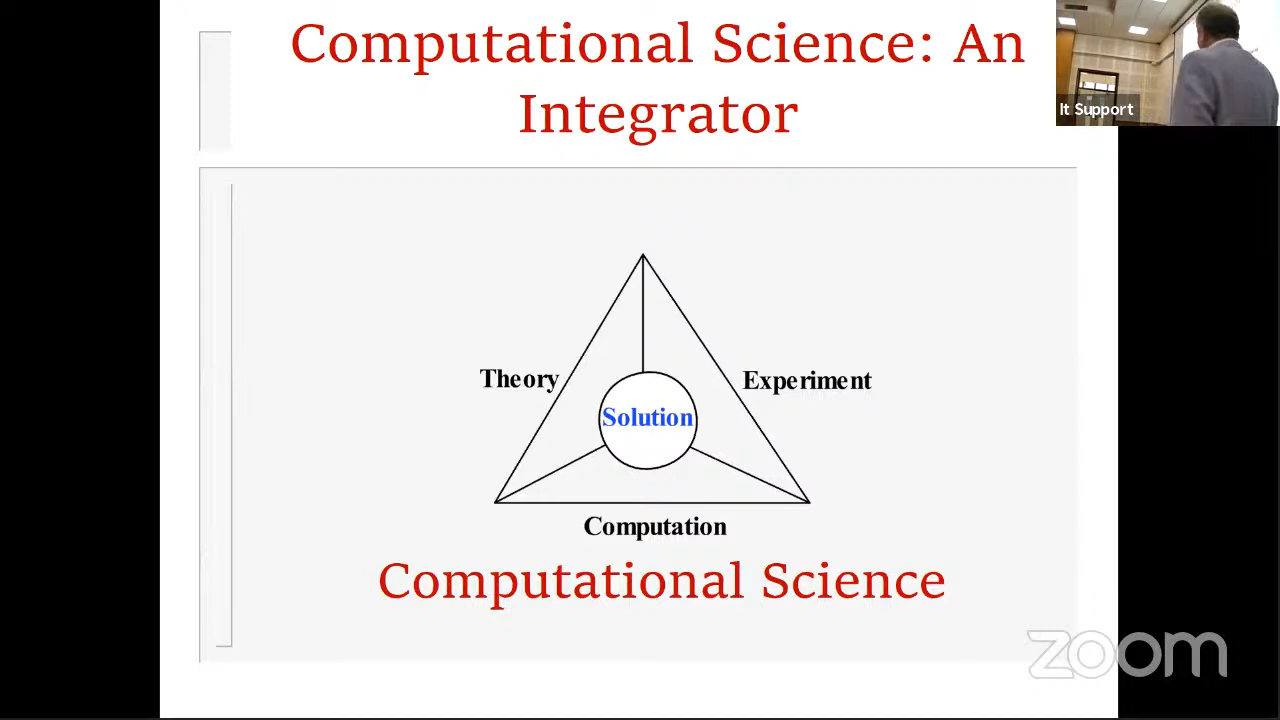 Computational Science: An
Integrator
It Support
Theory
Experiment
Solution
Computation
Computational Science
zoom